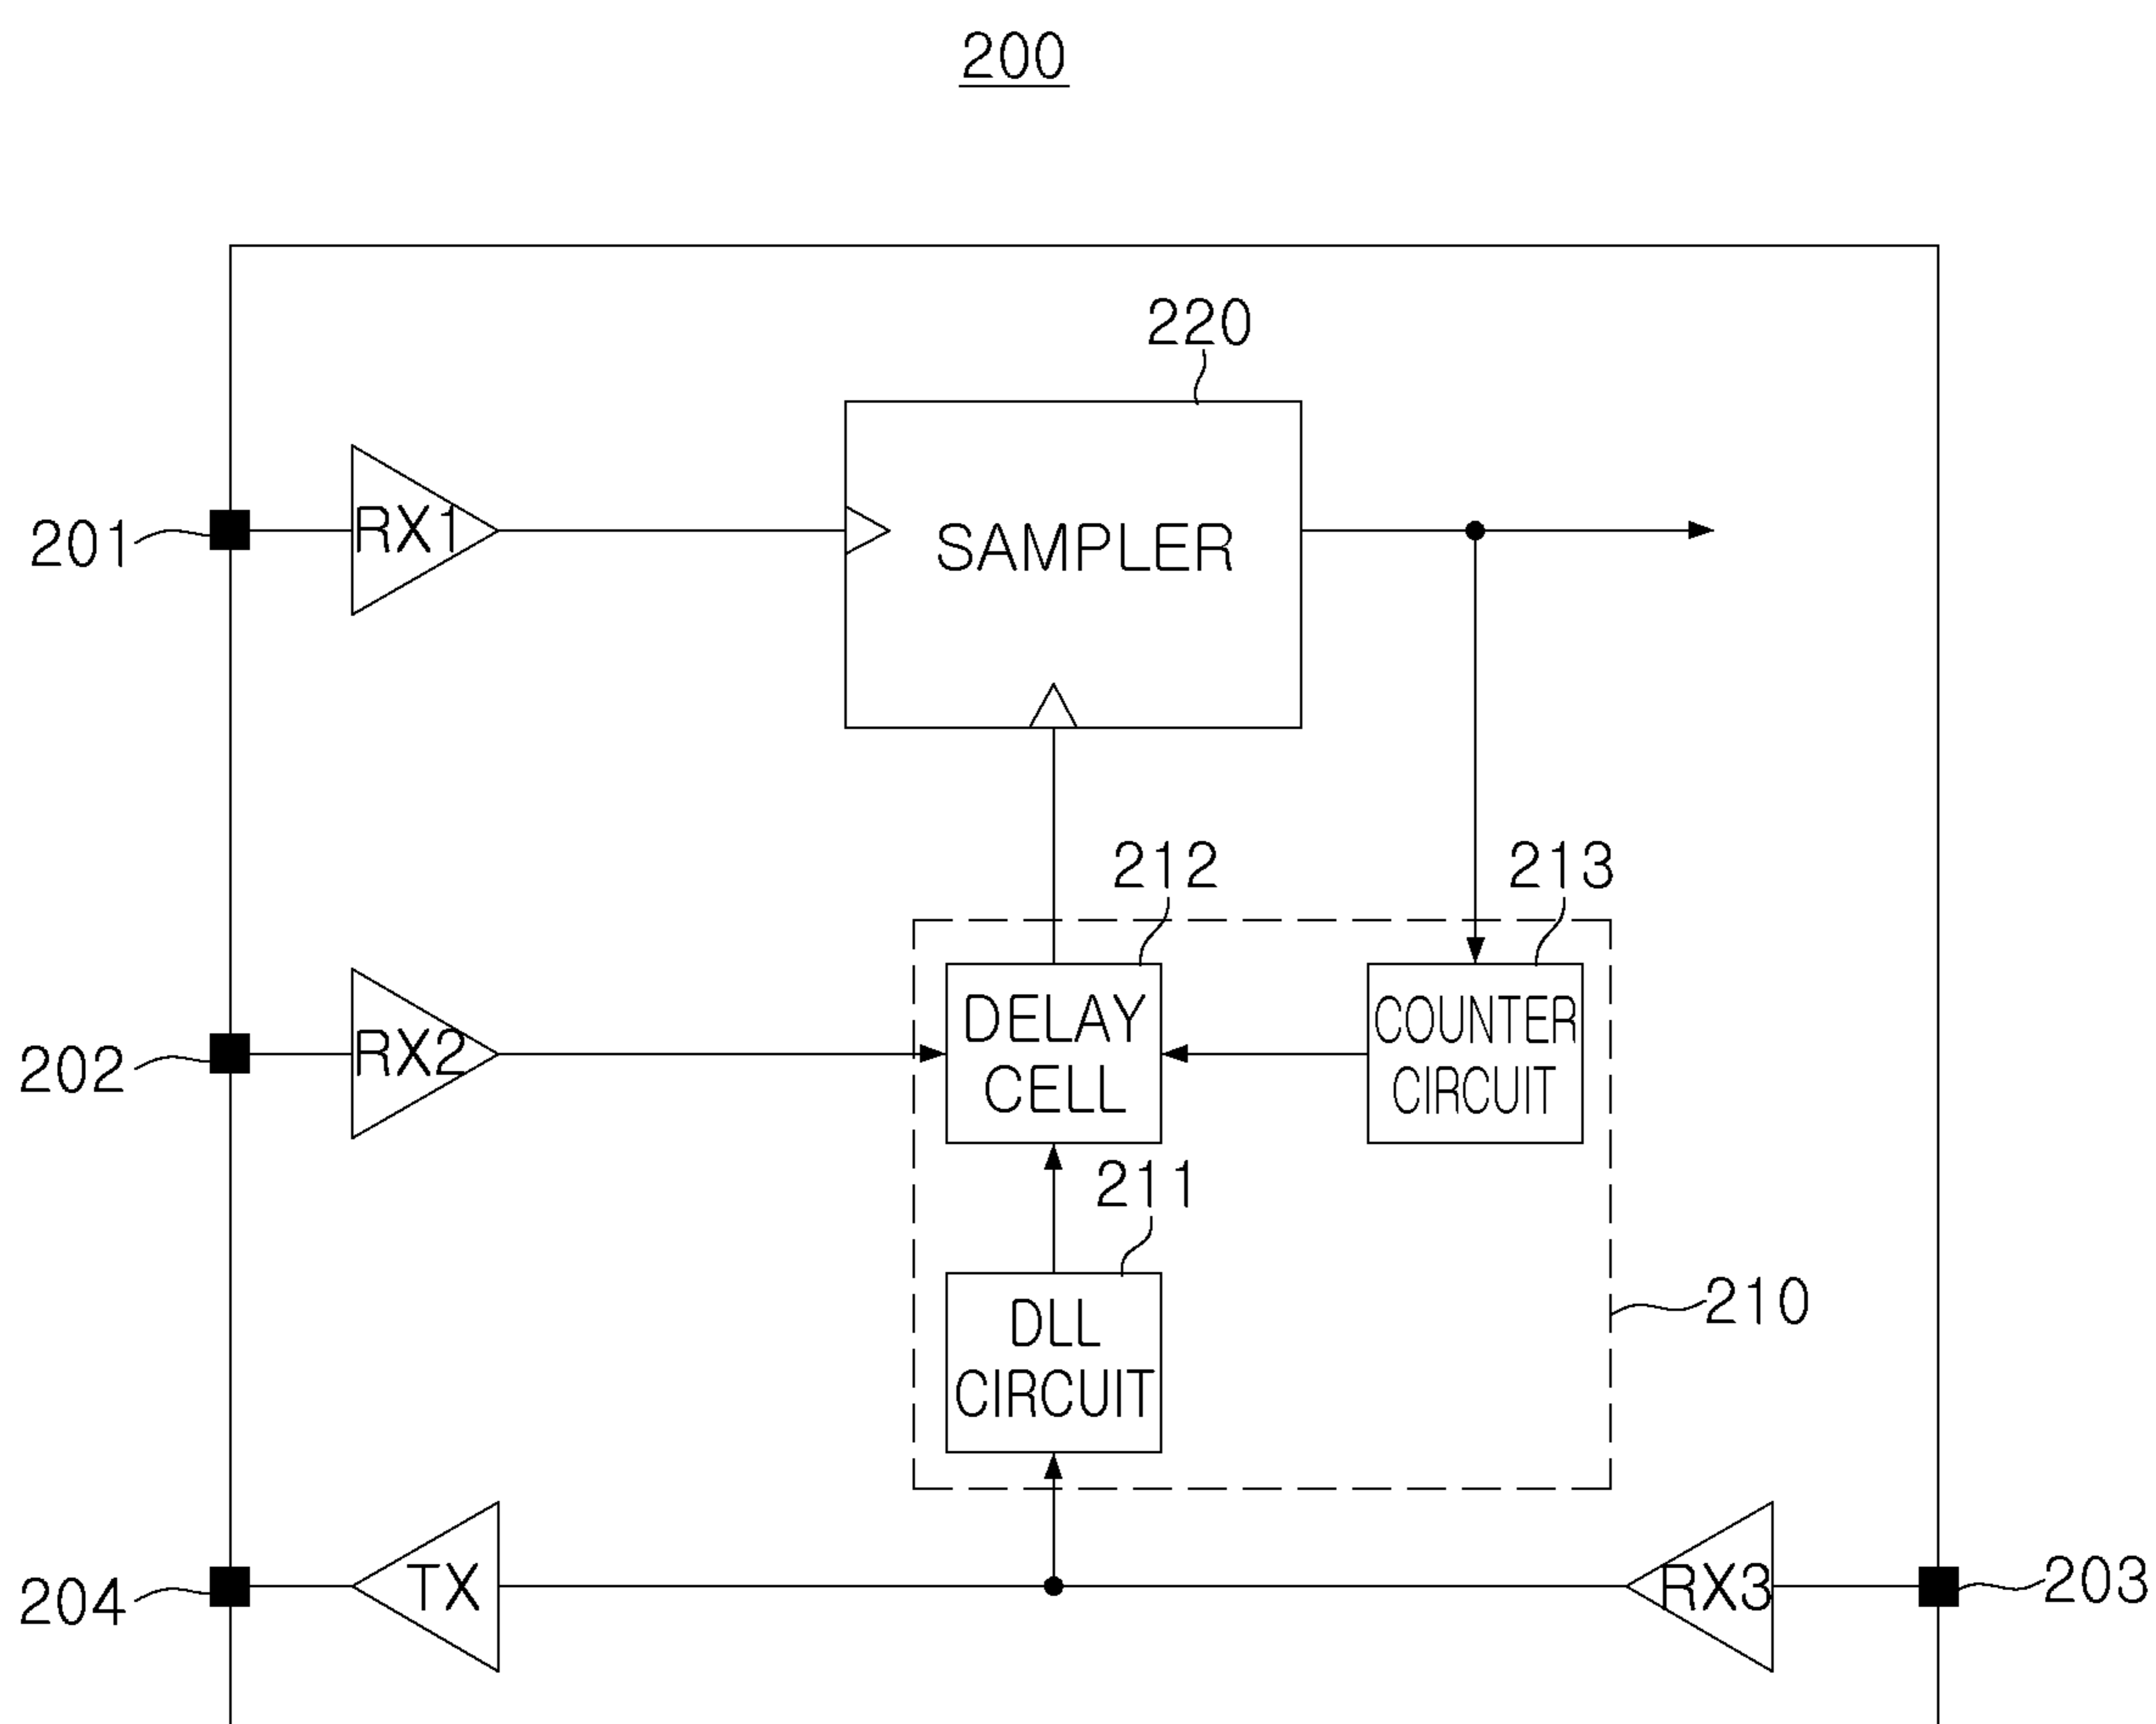 200
220
201
RX1
SAMPLER
212
213
202
RX2
DELAY
CELL
COUNTER
CIRCUIT
211
DLL
CIRCUIT
210
204
TX
RX3
203